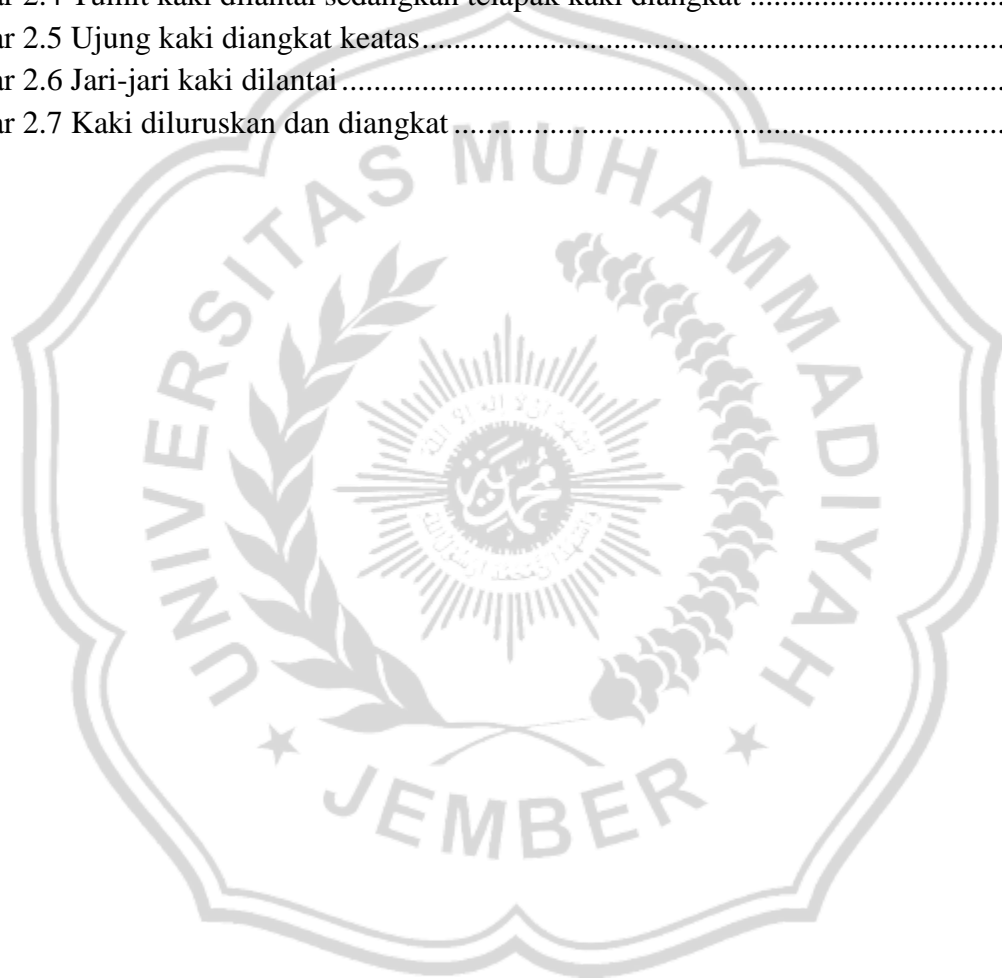 ar 2.4 Tumit kaki dilantai sedangkan telapak kaki diangkat ........................................
ar 2.5 Ujung kaki diangkat keatas.....................................................................................
ar 2.6 Jari-jari kaki dilantai................................................................................................
ar 2.7 Kaki diluruskan dan diangkat ................................................................................
UNIVERSITAS MUHAMMADIYAH
JEMBER